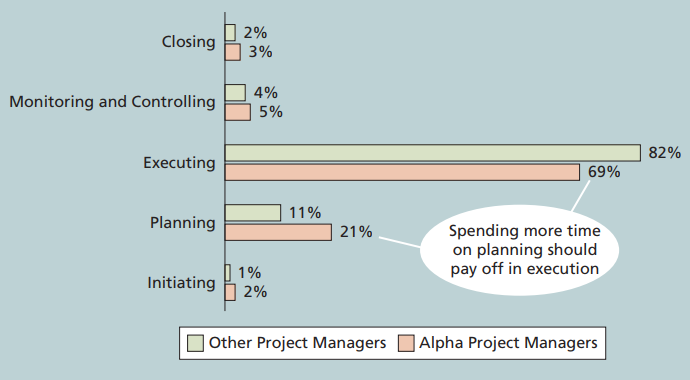 Closing
2%
3%
Monitoring and Controlling
4%
5%
Executing
82%
69%
Planning
11%
21%
Spending more time
on planning should
pay off in execution
Initiating
1%
2%
Other Project Managers
Alpha Project Managers